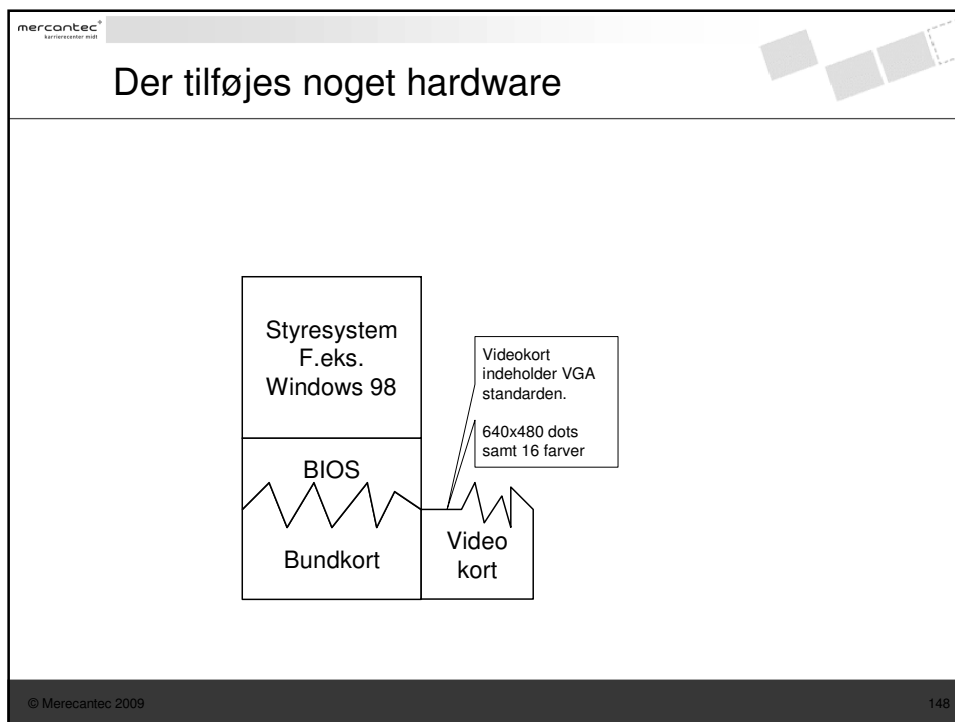 mercantec+
karrierecenter midt
Der tilføjes noget hardware
Styresystem
F.eks.
Windows 98
Videokort
indeholder VGA
standarden.
640x480 dots
samt 16 farver
BIOS
Bundkort
Video
kort
© Merecantec 2009
148